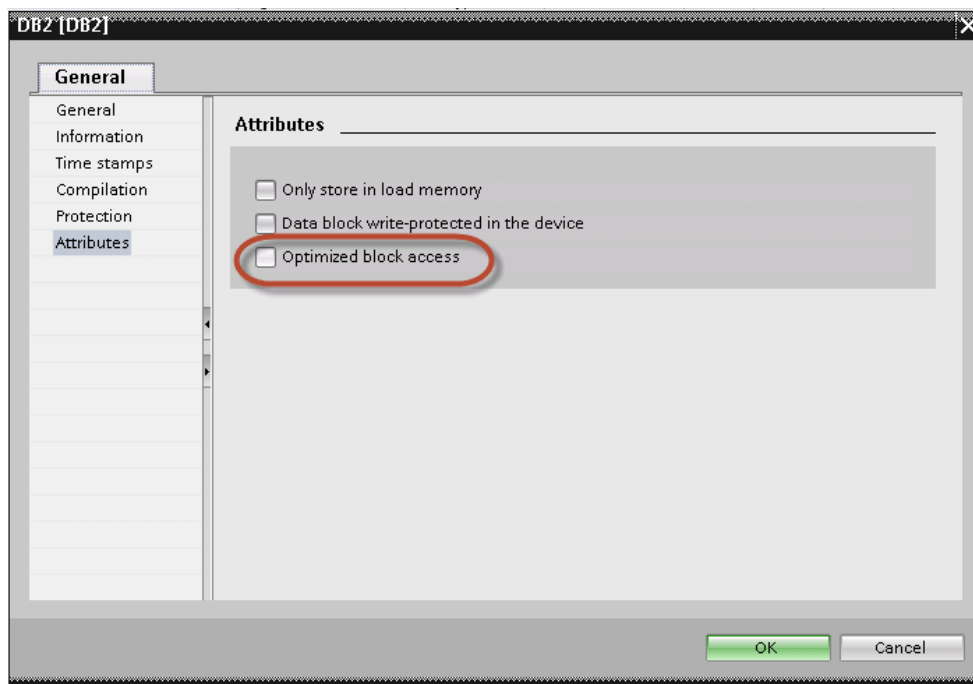 DB2 [DB2]
General
General
Information
Time stamps
Compilation
Protection
Attributes
Attributes
Only store in load memory
Data block write-protected in the device
Optimized block access
OK
Cancel